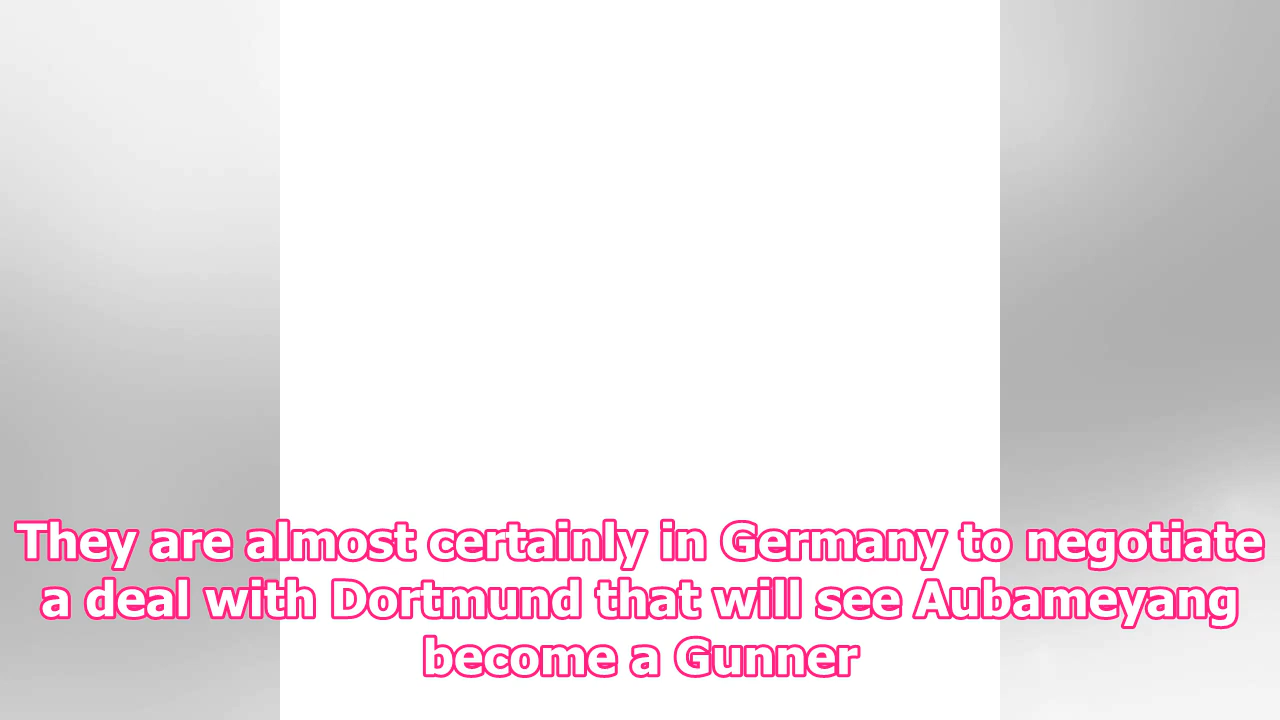 They are almost certainly in Germany to negotiate
a deal with Dortmund that will see Aubameyang
become a Gunner